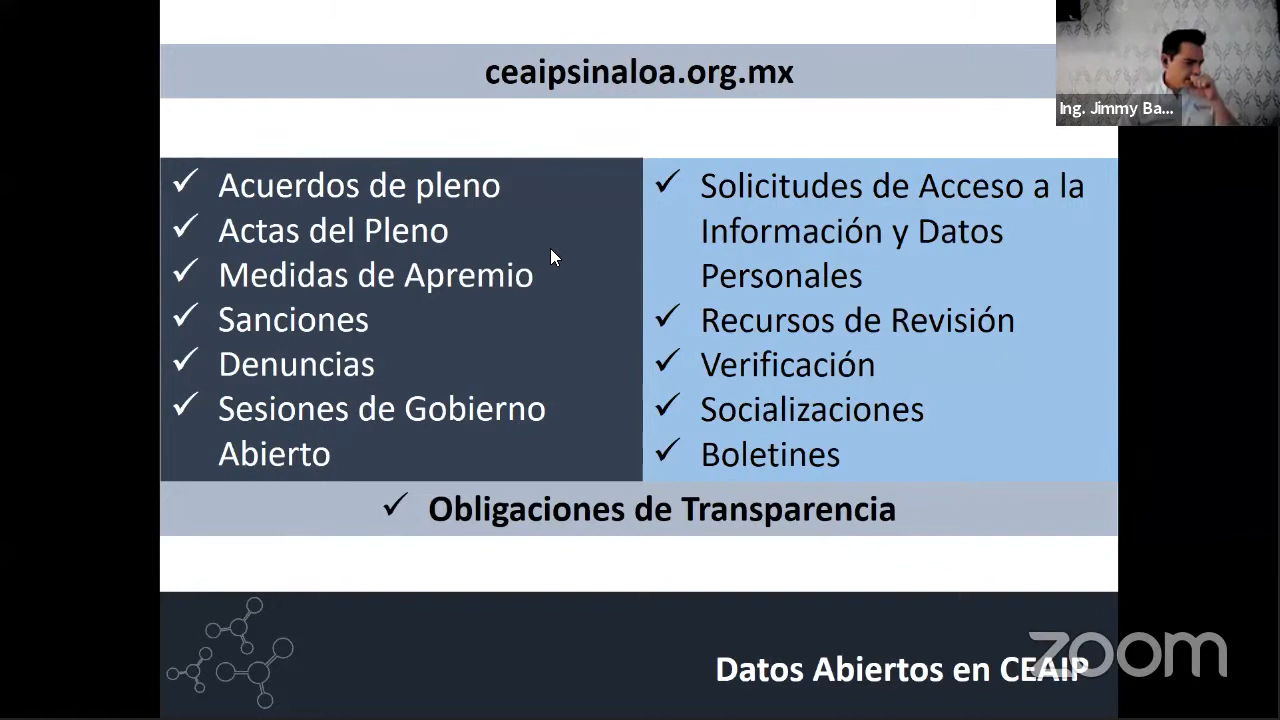 ceaipsinaloa.org.mx
Ing. Jimmy Ba...
Acuerdos de pleno
Actas del Pleno
Medidas de Apremio
Sanciones
Denuncias
Sesiones de Gobierno
Abierto
Solicitudes de Acceso a la
Información y Datos
Personales
Recursos de Revisión
Verificación
Socializaciones
Boletines
Obligaciones de Transparencia
Datos Abiertos en CEAIP
zoom